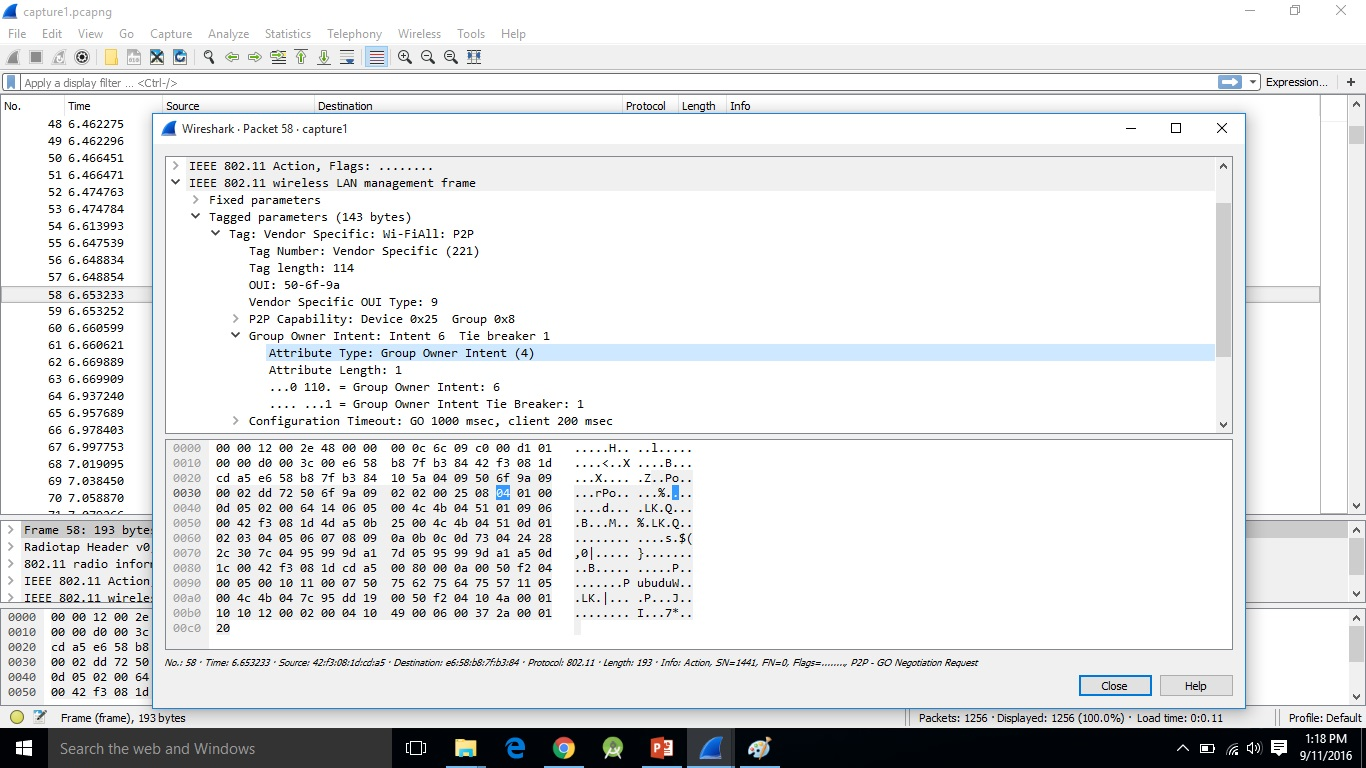 capture1.pcapng
File Edit View Go Capture Analyze Statistics Telephony Wireless Tools Help
Apply a display filter ... <Ctrl-/>
Expression... +
No. Time Source Destination Protocol Length Info
48 6.462275
49 6.462296
50 6.466451
51 6.466471
52 6.474763
53 6.474784
54 6.613993
55 6.647539
56 6.648834
57 6.648854
58 6.653233
59 6.653252
60 6.660599
61 6.660621
62 6.669889
63 6.669909
64 6.937240
65 6.957689
66 6.978403
67 6.997753
68 7.019095
69 7.038450
70 7.058870
Wireshark · Packet 58 · capture1
IEEE 802.11 Action, Flags: ........
IEEE 802.11 wireless LAN management frame
Fixed parameters
Tagged parameters (143 bytes)
Tag: Vendor Specific: Wi-FiAll: P2P
Tag Number: Vendor Specific (221)
Tag length: 114
OUI: 50-6f-9a
Vendor Specific OUI Type: 9
P2P Capability: Device 0x25 Group 0x8
Group Owner Intent: Intent 6 Tie breaker 1
Attribute Type: Group Owner Intent (4)
Attribute Length: 1
...0 110. = Group Owner Intent: 6
.... ...1 = Group Owner Intent Tie Breaker: 1
Configuration Timeout: GO 1000 msec, client 200 msec
0000 00 00 12 00 2e 48 00 00 00 0c 6c 09 c0 00 d1 01 .....H.. ..l.....
0010 00 00 d0 00 3c 00 e6 58 b8 7f b3 84 42 f3 08 1d ....<..X ....B...
0020 cd a5 e6 58 b8 7f b3 84 10 5a 04 09 50 6f 9a 09 ...X.... .Z..Po..
0030 00 02 dd 72 50 6f 9a 09 02 02 00 25 08 04 01 00 ...rPo.. ...%....
0040 0d 05 02 00 64 14 06 05 00 4c 4b 04 51 01 09 06 ....d... .LK.Q...
0050 00 42 f3 08 1d 4d a5 0b 25 00 4c 4b 04 51 0d 01 .B...M.. %.LK.Q..
0060 02 03 04 05 06 07 08 09 0a 0b 0c 0d 73 04 24 28 ........ ....s.$(
0070 2c 30 7c 04 95 99 9d a1 7d 05 95 99 9d a1 a5 0d ,0|..... }.......
0080 1c 00 42 f3 08 1d cd a5 00 80 00 0a 00 50 f2 04 ..B..... .....P..
0090 00 05 00 10 11 00 07 50 75 62 75 64 75 57 11 05 .......P ubuduW..
00a0 00 4c 4b 04 7c 95 dd 19 00 50 f2 04 10 4a 00 01 .LK.|... .P...J..
00b0 10 10 12 00 02 00 04 10 49 00 06 00 37 2a 00 01 ........ I...7*..
00c0 20
No.: 58 · Time: 6.653233 · Source: 42:f3:08:1d:cd:a5 · Destination: e6:58:b8:7f:b3:84 · Protocol: 802.11 · Length: 193 · Info: Action, SN=1441, FN=0, Flags=........, P2P - GO Negotiation Request
Close Help
Frame 58: 193 byte
Radiotap Header v0
802.11 radio infor
IEEE 802.11 Action
IEEE 802.11 wirele
0000 00 00 12 00 2e
0010 00 00 d0 00 3c
0020 cd a5 e6 58 b8
0030 00 02 dd 72 50
0040 0d 05 02 00 64
0050 00 42 f3 08 1d
Frame (frame), 193 bytes
Packets: 1256 · Displayed: 1256 (100.0%) · Load time: 0:0.11
Profile: Default
Search the web and Windows
1:18 PM
9/11/2016